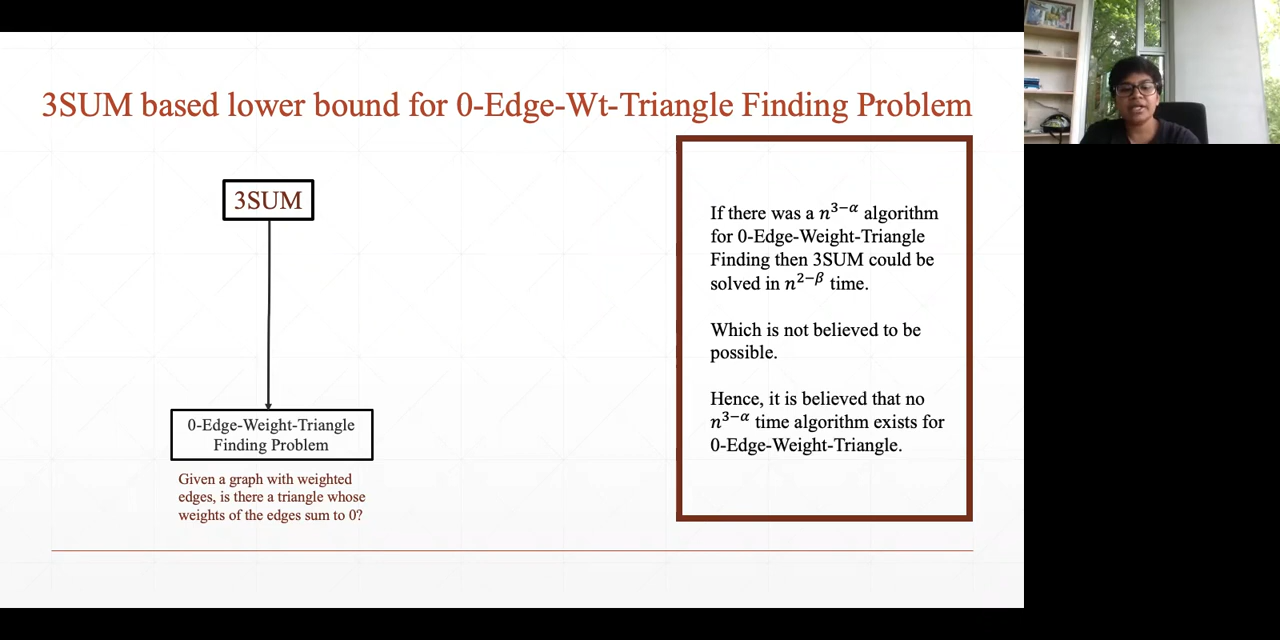 3SUM based lower bound for 0-Edge-Wt-Triangle Finding Problem
3SUM
0-Edge-Weight-Triangle
Finding Problem
Given a graph with weighted
edges, is there a triangle whose
weights of the edges sum to 0?
If there was a n^{3−α} algorithm
for 0-Edge-Weight-Triangle
Finding then 3SUM could be
solved in n^{2−β} time.
Which is not believed to be
possible.
Hence, it is believed that no
n^{3−α} time algorithm exists for
0-Edge-Weight-Triangle.